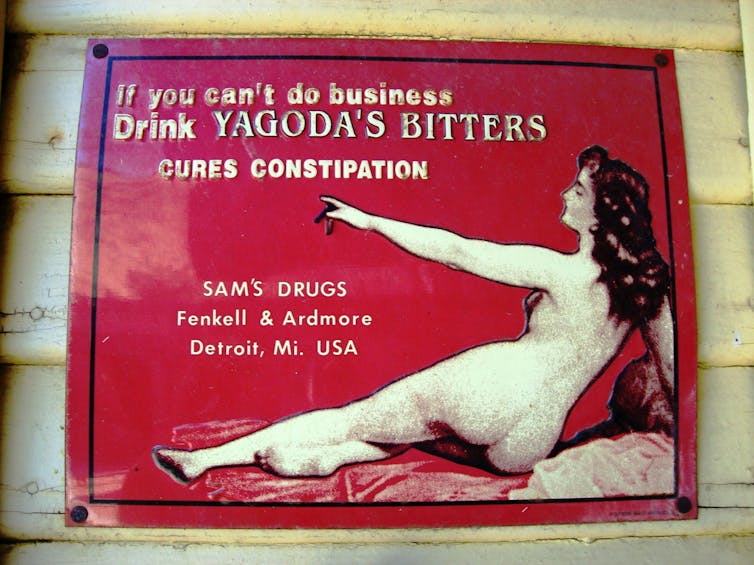 If you can't do business
Drink YAGODA'S BITTERS
CURES CONSTIPATION
SAM'S DRUGS
Fenkell & Ardmore
Detroit, Mi. USA